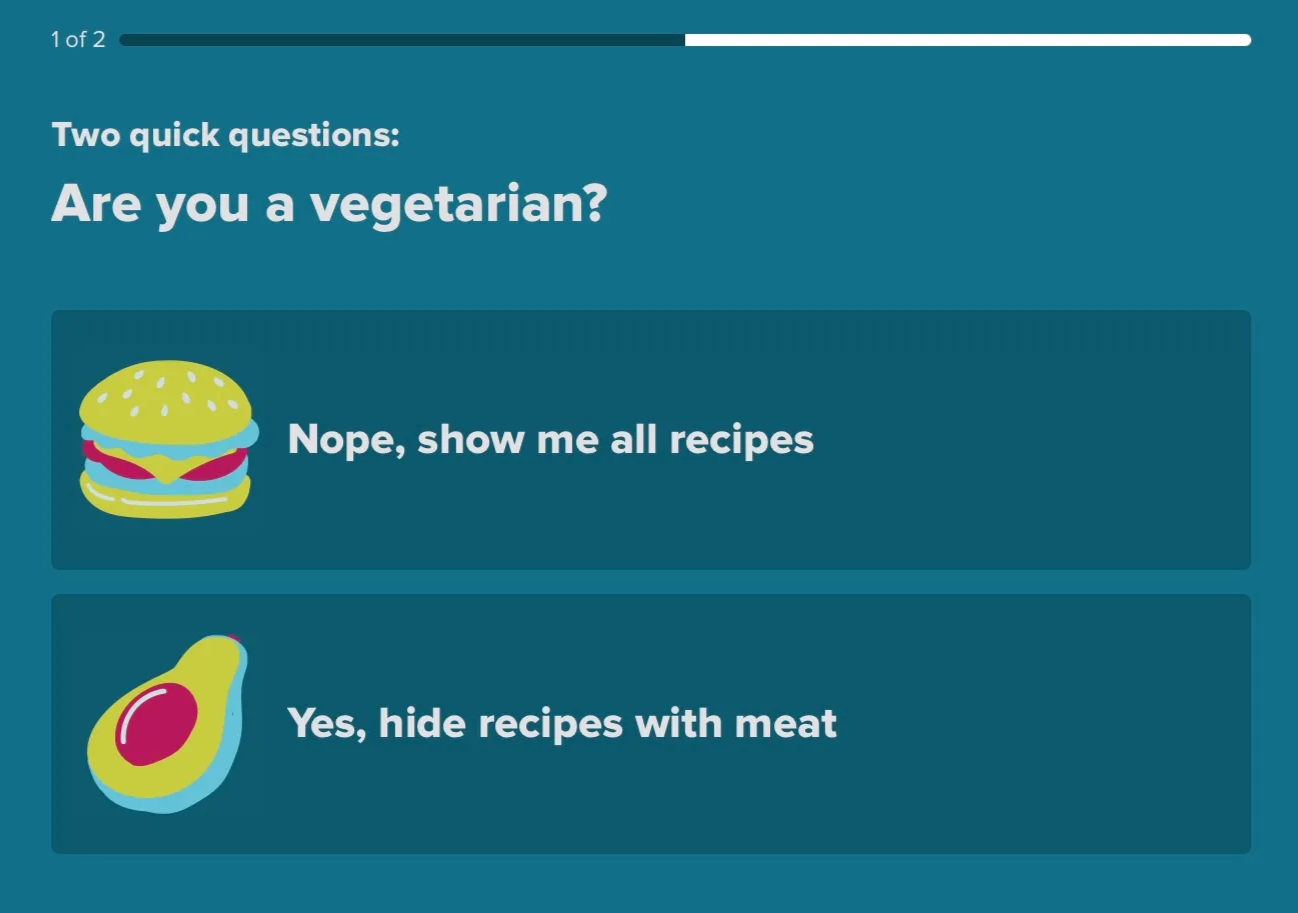 1 of 2
Two quick questions:
Are you a vegetarian?
Nope, show me all recipes
Yes, hide recipes with meat